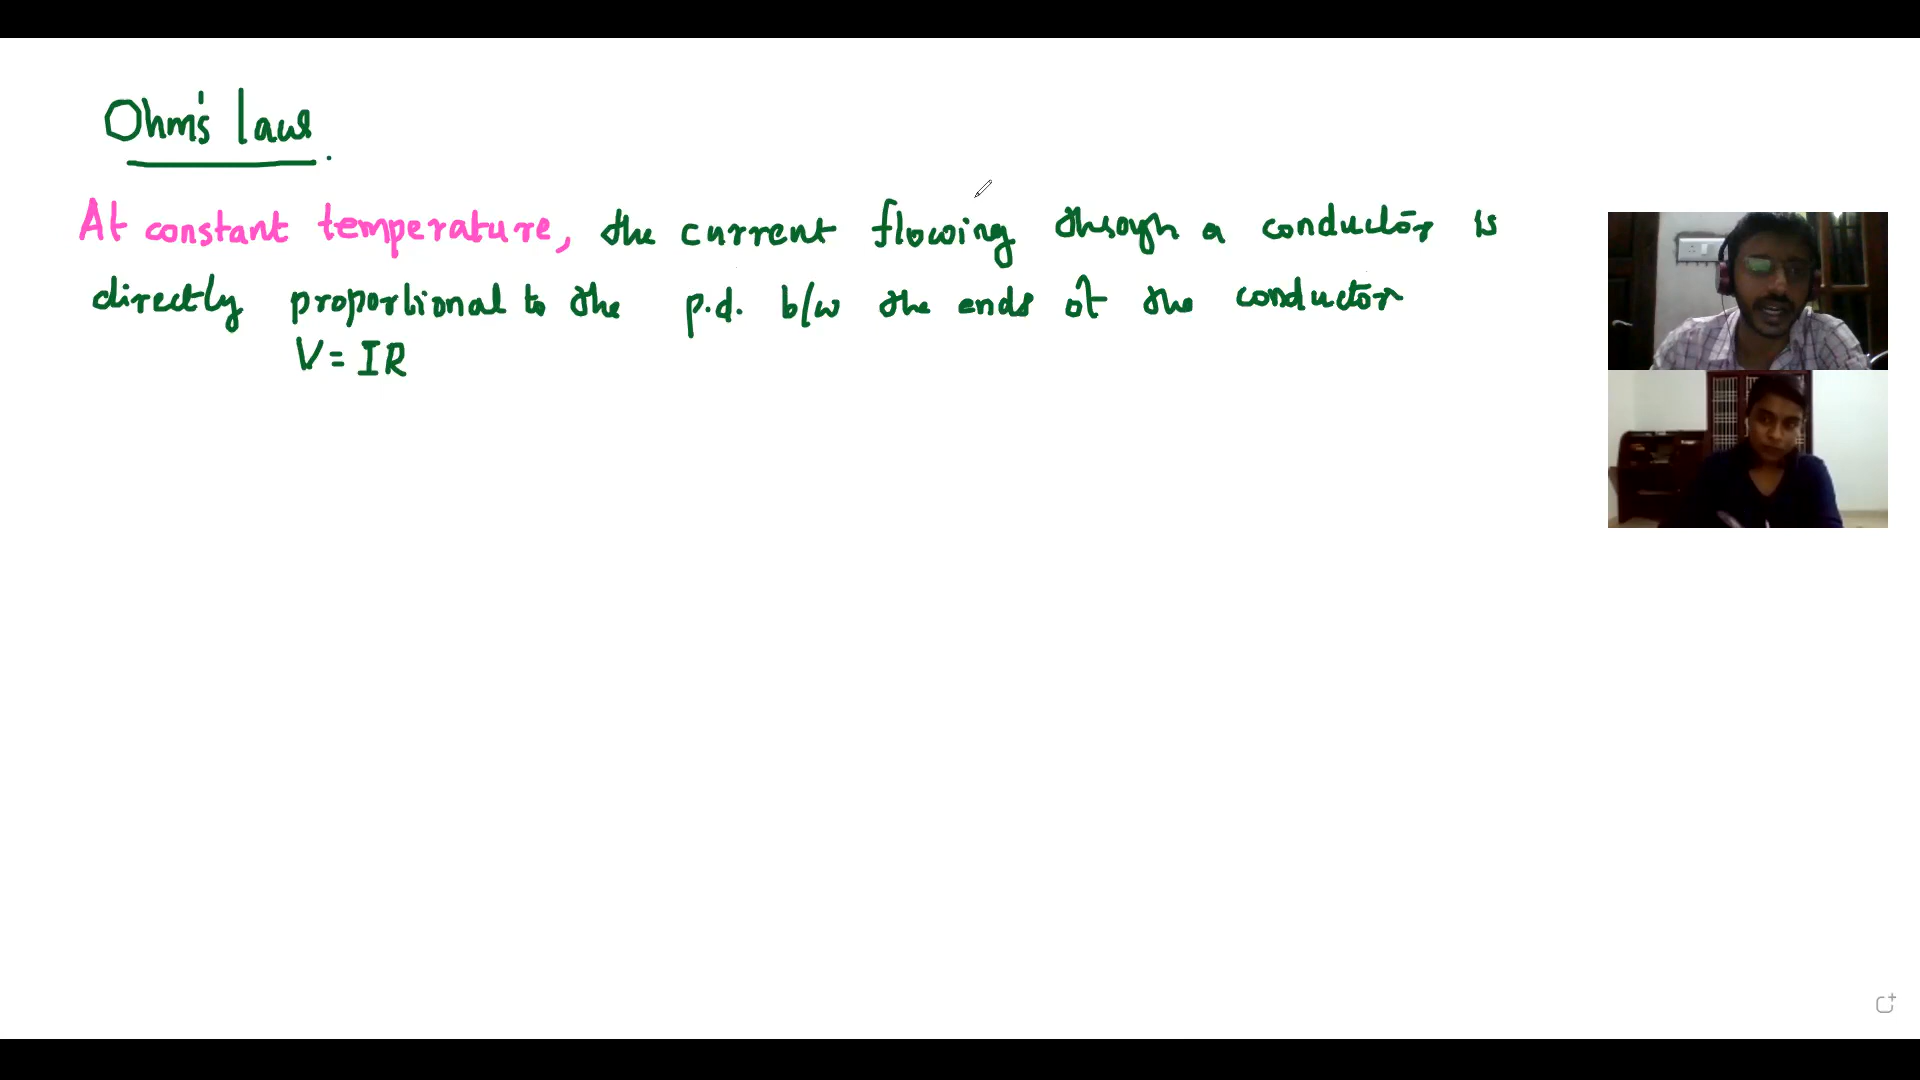 Ohm's law.
At constant temperature, the current flowing through a conductor is
directly proportional to the p.d. b/w the ends of the conductor
V = IR